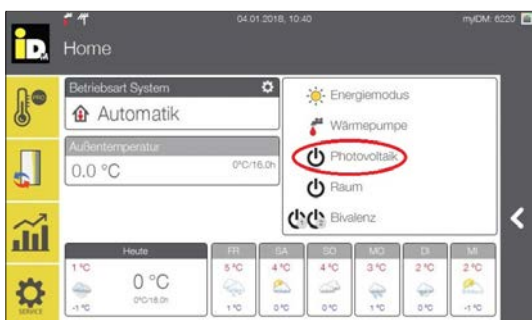 04.01.2018, 10:40
myIDM: 6220
iDM
Home
Betriebsart System
Automatik
Außentemperatur
0.0 °C
0°C/16.0h
Energiemodus
Wärmepumpe
Photovoltaik
Raum
Bivalenz
PRO
SERVICE
Heute
1 °C
-1 °C
0 °C
0°C/16.0h
FR
5 °C
1 °C
SA
4 °C
0 °C
SO
4 °C
0 °C
MO
3 °C
1 °C
DI
2 °C
0 °C
MI
2 °C
-1 °C